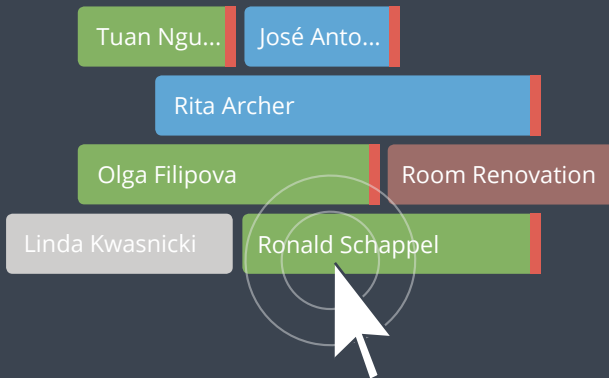 Tuan Ngu...
José Anto...
Rita Archer
Olga Filipova
Room Renovation
Linda Kwasnicki
Ronald Schappel